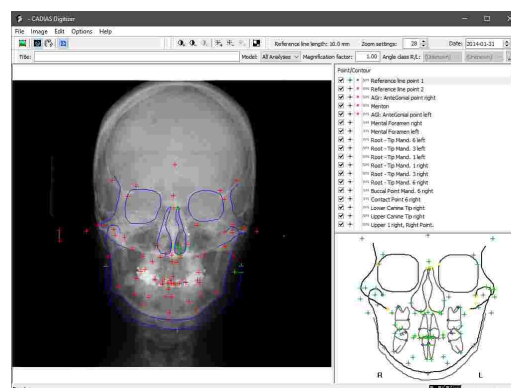 - CADIAS Digitizer
File Image Edit Options Help
Reference line length: 10.0 mm Zoom settings: 28 Date: 2014-01-31
Title: Model: All Analyses Magnification factor: 1.00 Angle class R/L: (Unknown) (Unknown)
Point/Contour
Reference line point 1
Reference line point 2
AGr: AnteGonial point right
Menton
AGl: AnteGonial point left
Mental Foramen right
Mental Foramen left
Root - Tip Mand. 6 left
Root - Tip Mand. 3 left
Root - Tip Mand. 1 left
Root - Tip Mand. 1 right
Root - Tip Mand. 3 right
Root - Tip Mand. 6 right
Buccal Point Mand. 6 right
Contact Point 6 right
Lower Canine Tip right
Upper Canine Tip right
Upper 1 right, Right Point.
R L